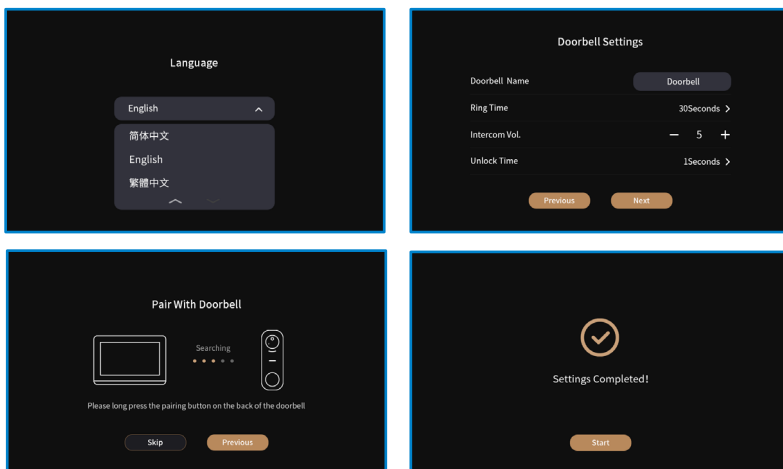 Language
English
简体中文
English
繁體中文
Doorbell Settings
Doorbell Name Doorbell
Ring Time 30Seconds
Intercom Vol. 5
Unlock Time 1Seconds
Previous Next
Pair With Doorbell
Searching
Please long press the pairing button on the back of the doorbell
Skip Previous
Settings Completed!
Start